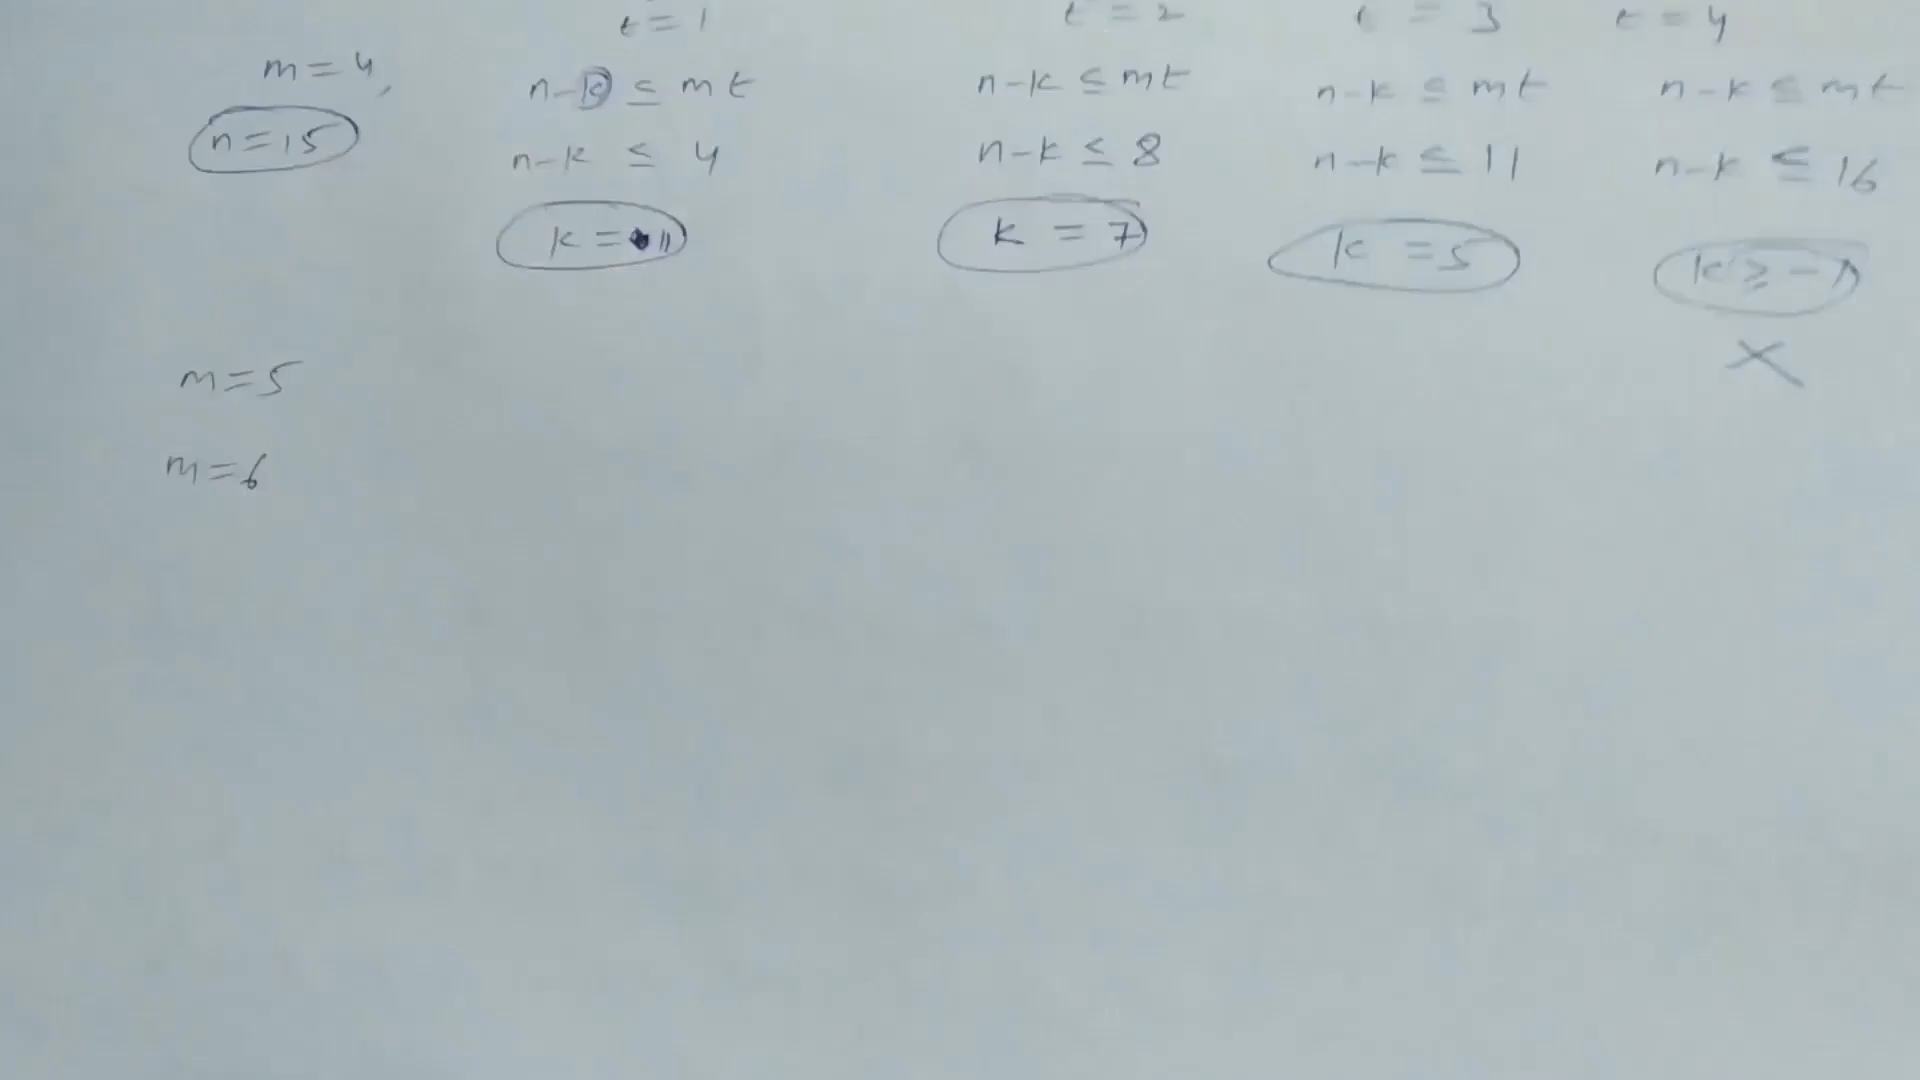 t=1 t=2 t=3 t=4
m=4, n-k ≤ mt n-k ≤ mt n-k ≤ mt n-k ≤ mt
n=15 n-k ≤ 4 n-k ≤ 8 n-k ≤ 11 n-k ≤ 16
k = 11 k = 7 k = 5 k ≥ -1
×
m=5
m=6